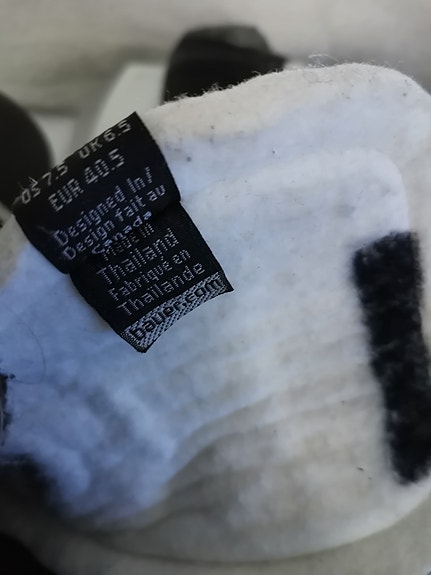 US 7.5 UK 6.5
EUR 40.5
Designed in/
Design fait au
Canada
Made in
Thailand
Fabriqué en
Thaïlande